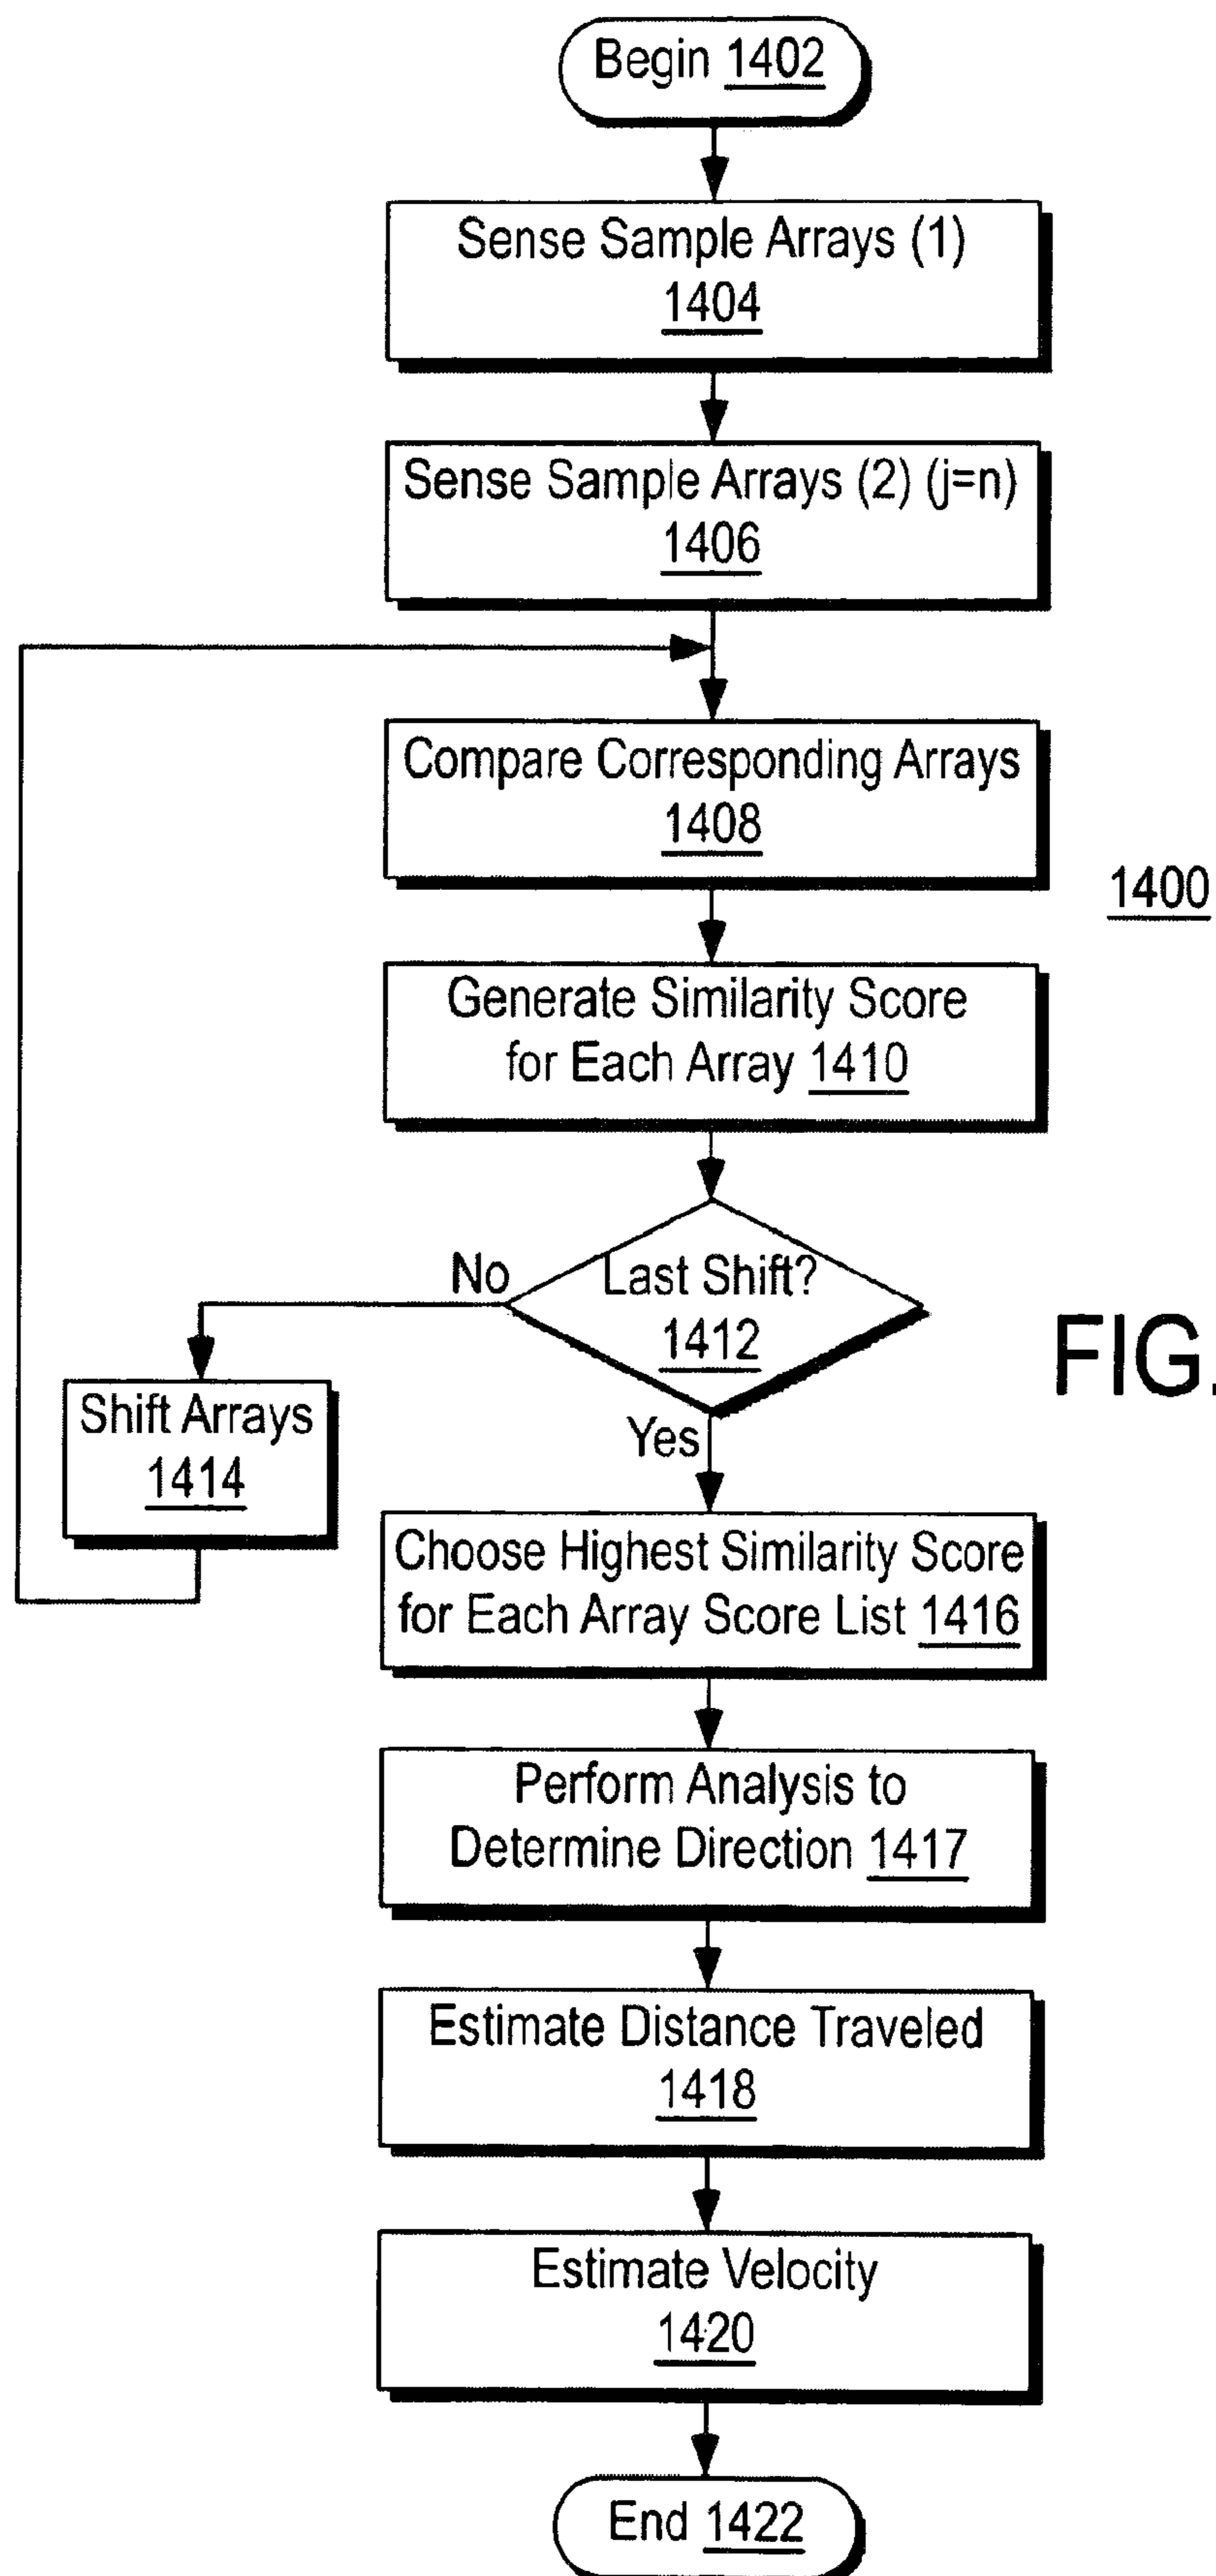 Begin 1402
Sense Sample Arrays (1)
1404
Sense Sample Arrays (2) (j=n)
1406
Compare Corresponding Arrays
1408
1400
Generate Similarity Score
for Each Array 1410
Last Shift?
1412
No
Yes
FIG.
Shift Arrays
1414
Choose Highest Similarity Score
for Each Array Score List 1416
Perform Analysis to
Determine Direction 1417
Estimate Distance Traveled
1418
Estimate Velocity
1420
End 1422